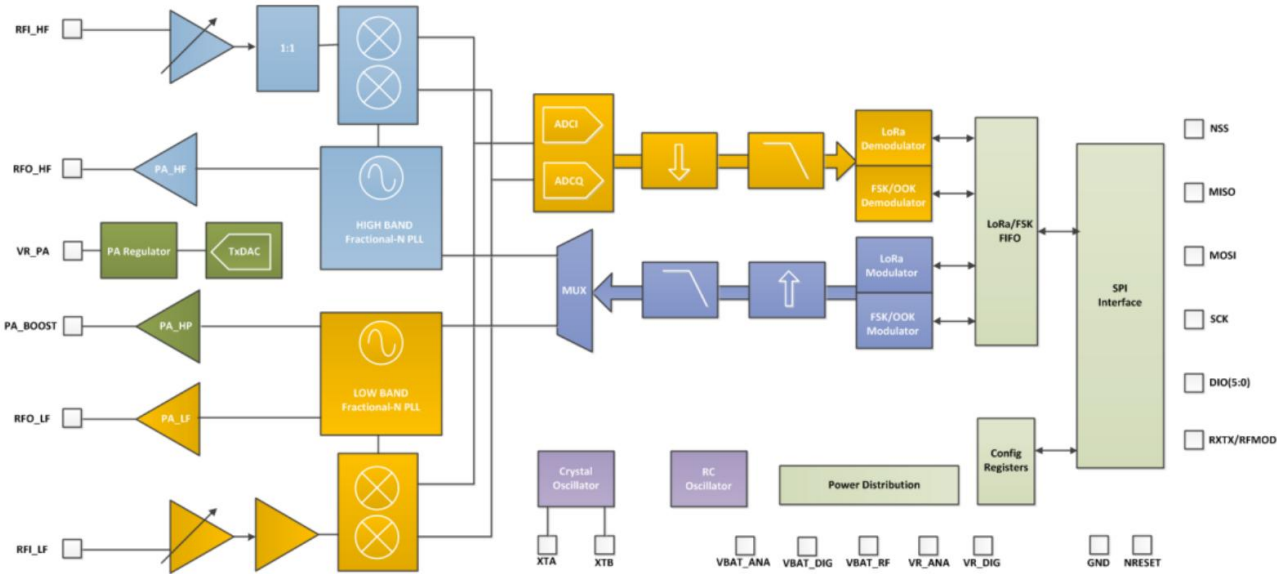 RFI_HF
1:1
RFO_HF
PA_HF
HIGH BAND
Fractional-N PLL
VR_PA
PA Regulator
TxDAC
PA_BOOST
PA_HP
RFO_LF
PA_LF
LOW BAND
Fractional-N PLL
RFI_LF
ADCI
ADCQ
LoRa
Demodulator
FSK/OOK
Demodulator
MUX
LoRa
Modulator
FSK/OOK
Modulator
LoRa/FSK
FIFO
SPI
Interface
NSS
MISO
MOSI
SCK
DIO(5:0)
RXTX/RFMOD
Crystal
Oscillator
RC
Oscillator
Power Distribution
Config
Registers
XTA
XTB
VBAT_ANA
VBAT_DIG
VBAT_RF
VR_ANA
VR_DIG
GND
NRESET